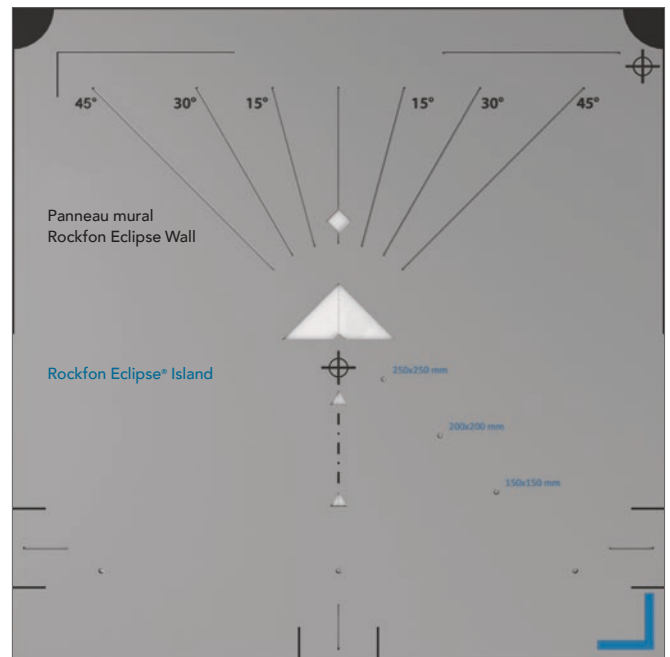 45° 30° 15° 15° 30° 45°
Panneau mural
Rockfon Eclipse Wall
Rockfon Eclipse® Island
250x250 mm
200x200 mm
150x150 mm